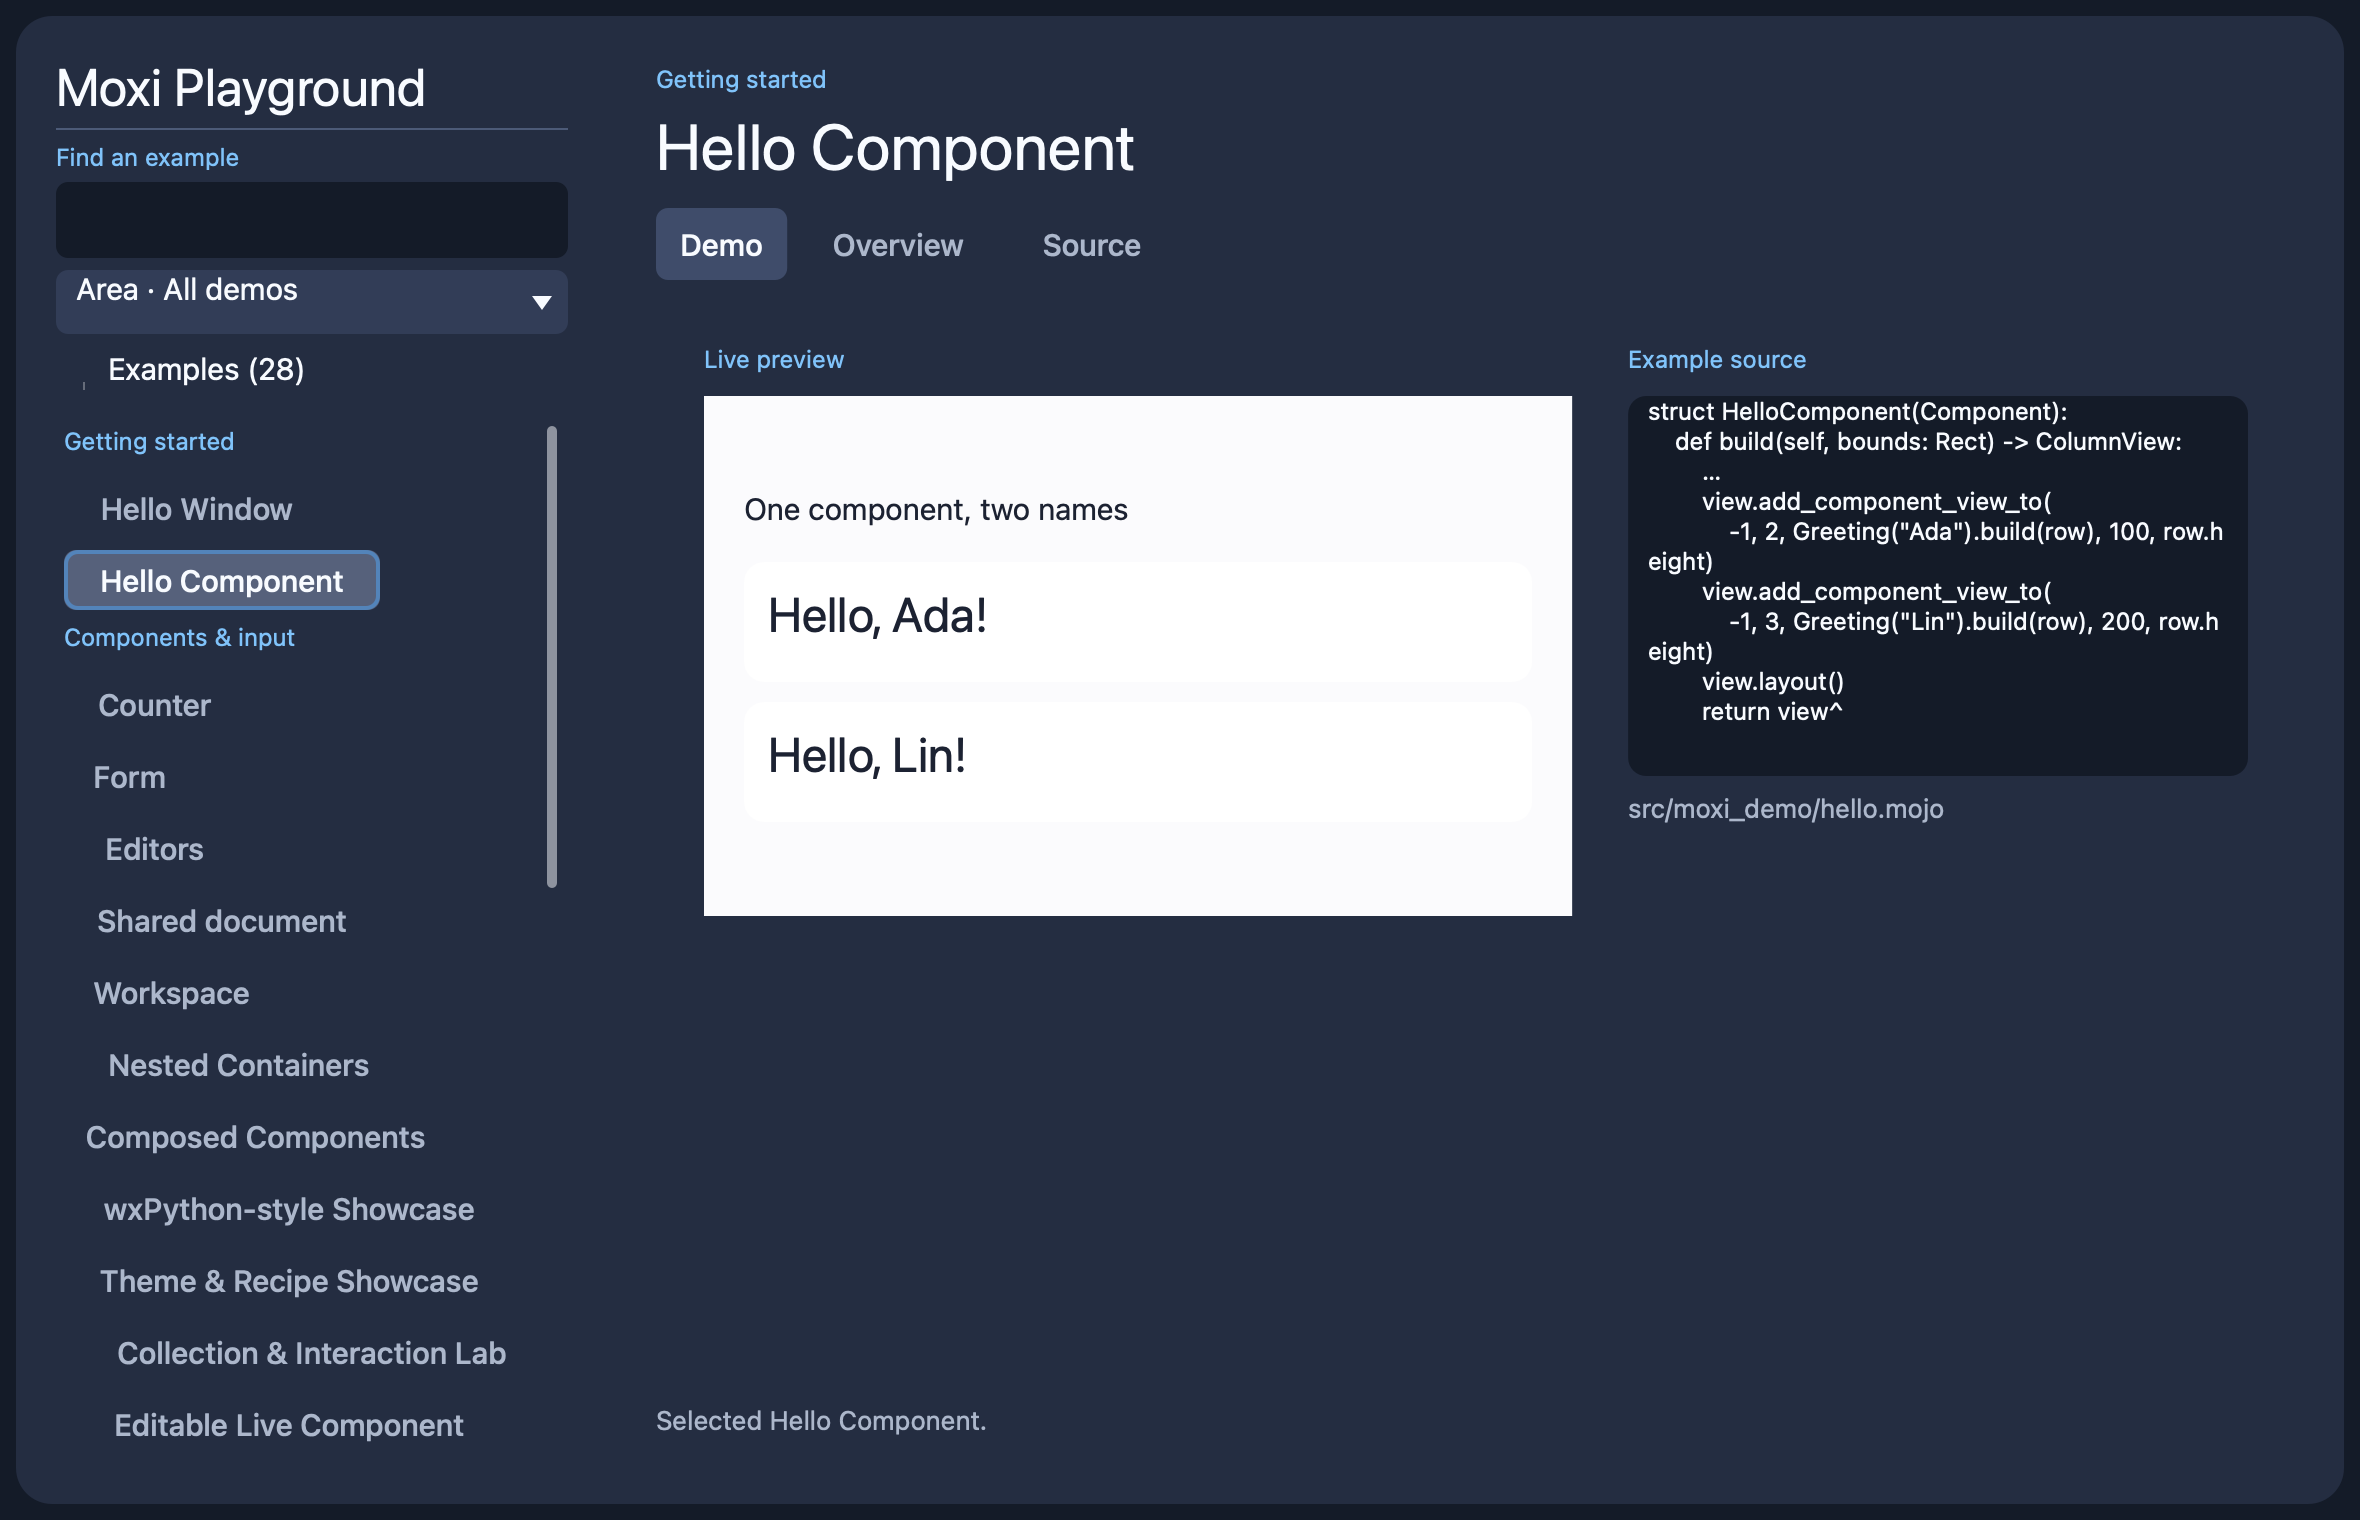 Moxi Playground
Find an example
Area · All demos
Examples (28)
Getting started
Hello Window
Hello Component
Components & input
Counter
Form
Editors
Shared document
Workspace
Nested Containers
Composed Components
wxPython-style Showcase
Theme & Recipe Showcase
Collection & Interaction Lab
Editable Live Component
Getting started
Hello Component
Demo Overview Source
Live preview
One component, two names
Hello, Ada!
Hello, Lin!
Example source
struct HelloComponent(Component):
    def build(self, bounds: Rect) -> ColumnView:
        ...
        view.add_component_view_to(
            -1, 2, Greeting("Ada").build(row), 100, row.h
eight)
        view.add_component_view_to(
            -1, 3, Greeting("Lin").build(row), 200, row.h
eight)
        view.layout()
        return view^
src/moxi_demo/hello.mojo
Selected Hello Component.